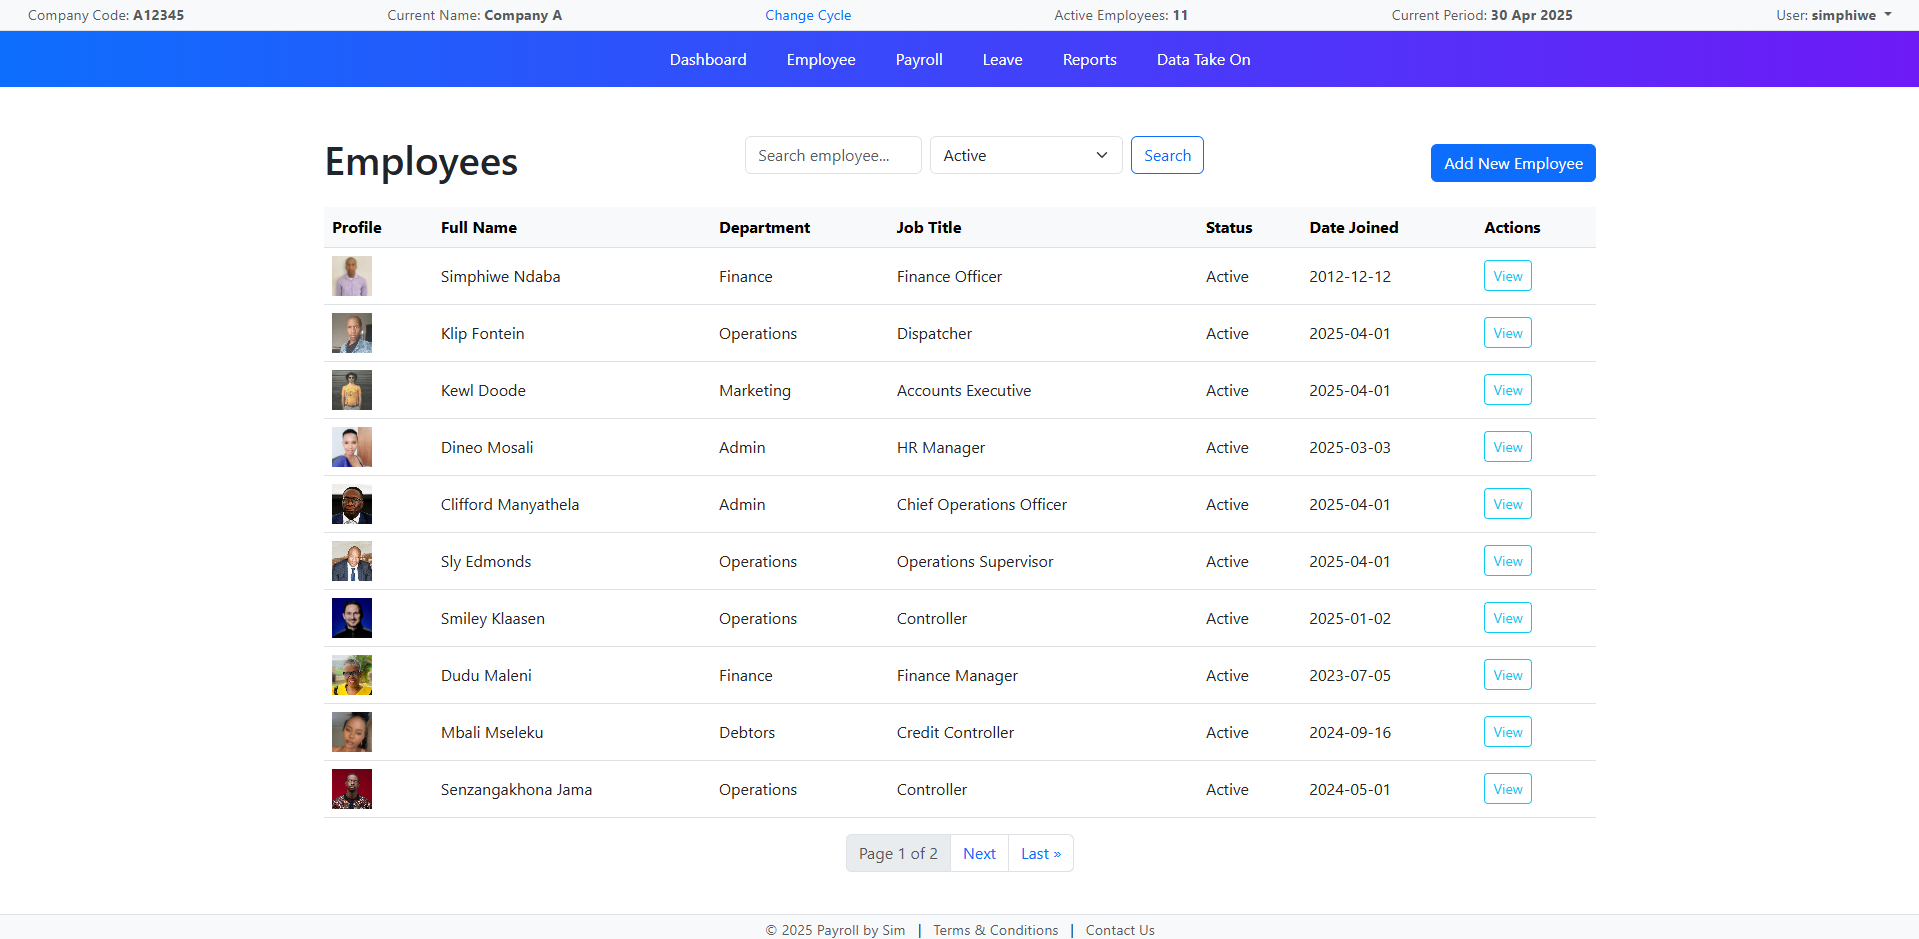 Company Code: A12345 Current Name: Company A Change Cycle Active Employees: 11 Current Period: 30 Apr 2025 User: simphiwe
Dashboard Employee Payroll Leave Reports Data Take On
Employees Search employee... Active Search Add New Employee
Profile Full Name Department Job Title Status Date Joined Actions
Simphiwe Ndaba Finance Finance Officer Active 2012-12-12 View
Klip Fontein Operations Dispatcher Active 2025-04-01 View
Kewl Doode Marketing Accounts Executive Active 2025-04-01 View
Dineo Mosali Admin HR Manager Active 2025-03-03 View
Clifford Manyathela Admin Chief Operations Officer Active 2025-04-01 View
Sly Edmonds Operations Operations Supervisor Active 2025-04-01 View
Smiley Klaasen Operations Controller Active 2025-01-02 View
Dudu Maleni Finance Finance Manager Active 2023-07-05 View
Mbali Mseleku Debtors Credit Controller Active 2024-09-16 View
Senzangakhona Jama Operations Controller Active 2024-05-01 View
Page 1 of 2 Next Last »
© 2025 Payroll by Sim | Terms & Conditions | Contact Us